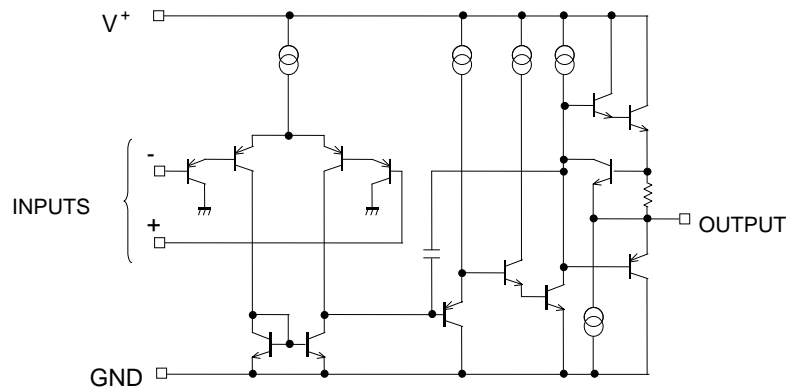 V+
-
INPUTS
+
OUTPUT
GND